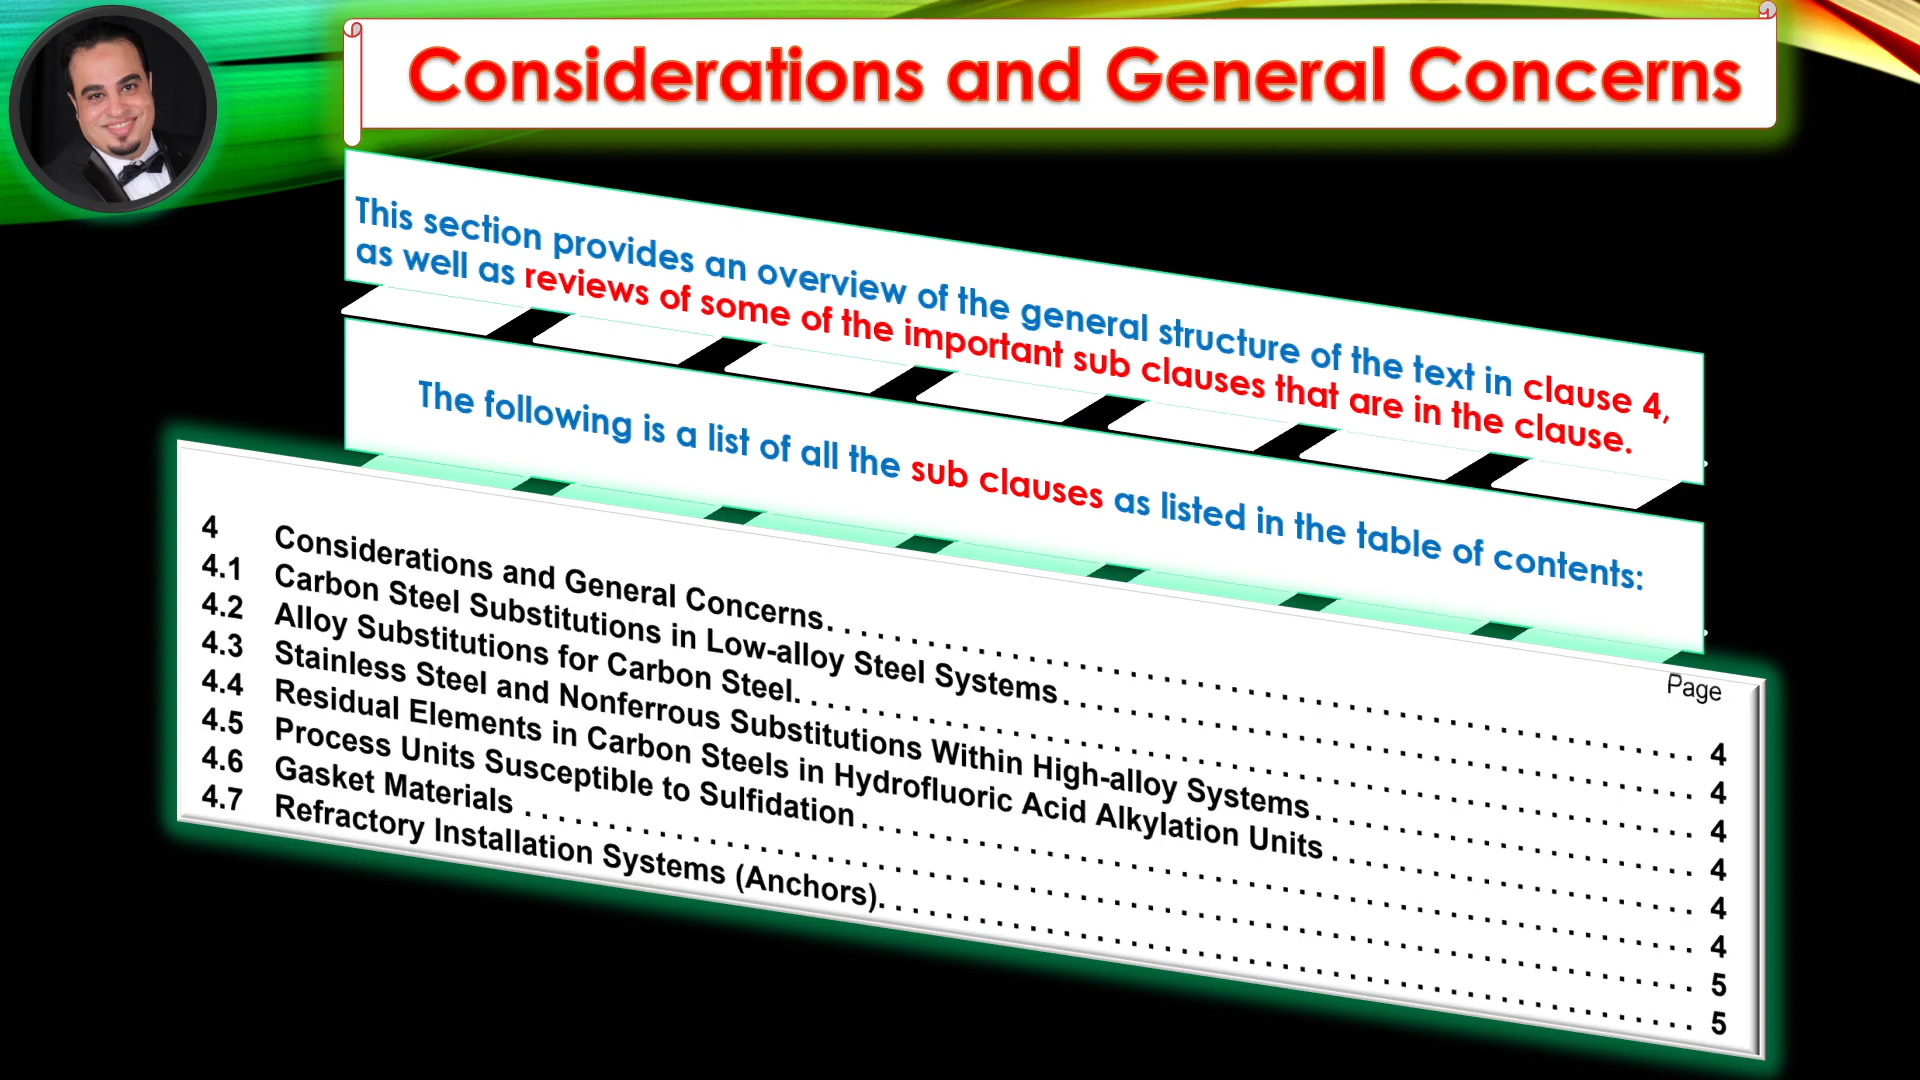 Considerations and General Concerns
This section provides an overview of the general structure of the text in clause 4,
as well as reviews of some of the important sub clauses that are in the clause.
The following is a list of all the sub clauses as listed in the table of contents:
Page
4 Considerations and General Concerns. . . . . . . . . . . . . . . . . . . . . . . . . . . . . . . . . . . . . . . . . . . . . . . . . . . . . . . . . . . . . . . 4
4.1 Carbon Steel Substitutions in Low-alloy Steel Systems. . . . . . . . . . . . . . . . . . . . . . . . . . . . . . . . . . . . . . . . . . . . . . 4
4.2 Alloy Substitutions for Carbon Steel. . . . . . . . . . . . . . . . . . . . . . . . . . . . . . . . . . . . . . . . . . . . . . . . . . . . . . . . . . . . . . . . . 4
4.3 Stainless Steel and Nonferrous Substitutions Within High-alloy Systems. . . . . . . . . . . . . . . . . . . . . . . . . . . . 4
4.4 Residual Elements in Carbon Steels in Hydrofluoric Acid Alkylation Units . . . . . . . . . . . . . . . . . . . . . . . . . . . 4
4.5 Process Units Susceptible to Sulfidation . . . . . . . . . . . . . . . . . . . . . . . . . . . . . . . . . . . . . . . . . . . . . . . . . . . . . . . . . . . . . 4
4.6 Gasket Materials . . . . . . . . . . . . . . . . . . . . . . . . . . . . . . . . . . . . . . . . . . . . . . . . . . . . . . . . . . . . . . . . . . . . . . . . . . . . . . . . . . . . . 5
4.7 Refractory Installation Systems (Anchors). . . . . . . . . . . . . . . . . . . . . . . . . . . . . . . . . . . . . . . . . . . . . . . . . . . . . . . . . . . 5